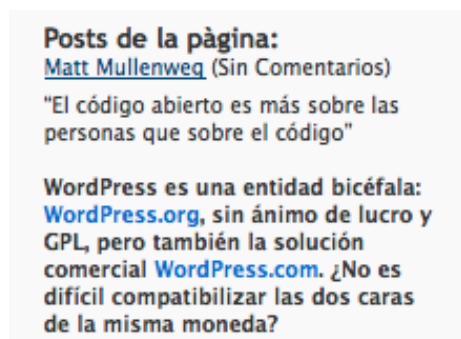 Posts de la pàgina:
Matt Mullenweg (Sin Comentarios)
“El código abierto es más sobre las
personas que sobre el código”
WordPress es una entidad bicéfala:
WordPress.org, sin ánimo de lucro y
GPL, pero también la solución
comercial WordPress.com. ¿No es
difícil compatibilizar las dos caras
de la misma moneda?